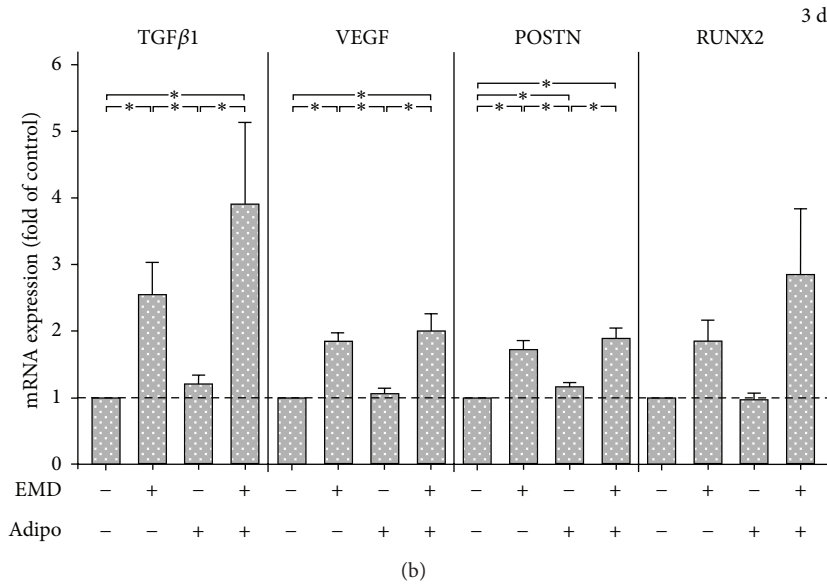 3 d
TGFβ1 VEGF POSTN RUNX2
6
5
4
3
2
1
0
mRNA expression (fold of control)
* * * *
* * * * * * * * *
*
EMD − + − + − + − + − + − + − + − +
Adipo − − + + − − + + − − + + − − + +
(b)